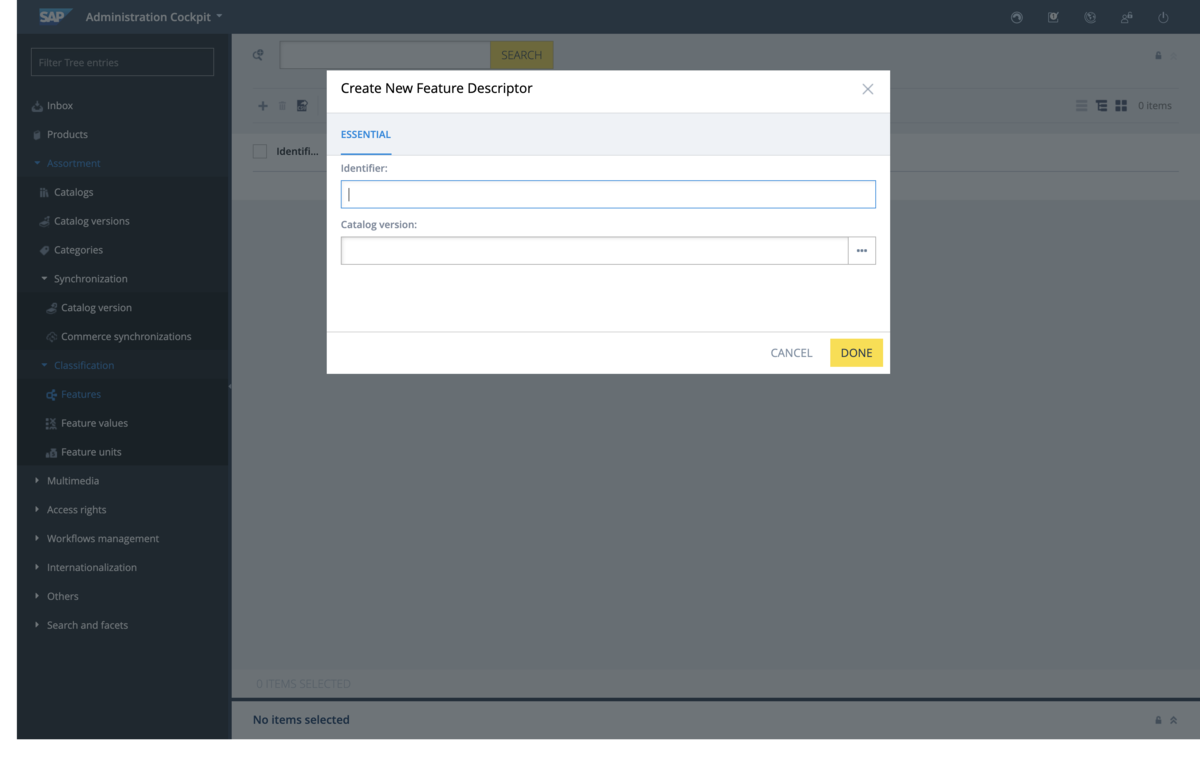 SAP Administration Cockpit
Filter Tree entries
Inbox
Products
Assortment
Catalogs
Catalog versions
Categories
Synchronization
Catalog version
Commerce synchronizations
Classification
Features
Feature values
Feature units
Multimedia
Access rights
Workflows management
Internationalization
Others
Search and facets
SEARCH
0 items
Identifi...
Create New Feature Descriptor
ESSENTIAL
Identifier:
Catalog version:
CANCEL
DONE
0 ITEMS SELECTED
No items selected